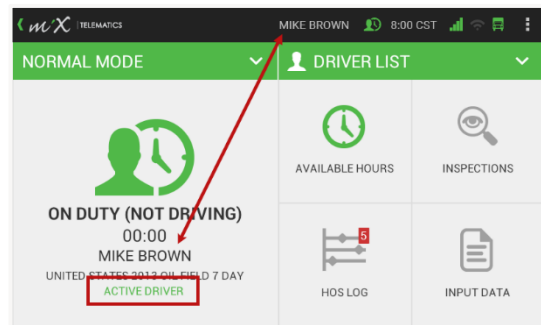 miX TELEMATICS
MIKE BROWN 8:00 CST
NORMAL MODE
DRIVER LIST
AVAILABLE HOURS
INSPECTIONS
ON DUTY (NOT DRIVING)
00:00
MIKE BROWN
UNITED STATES 2013 OIL FIELD 7 DAY
ACTIVE DRIVER
5
HOS LOG
INPUT DATA